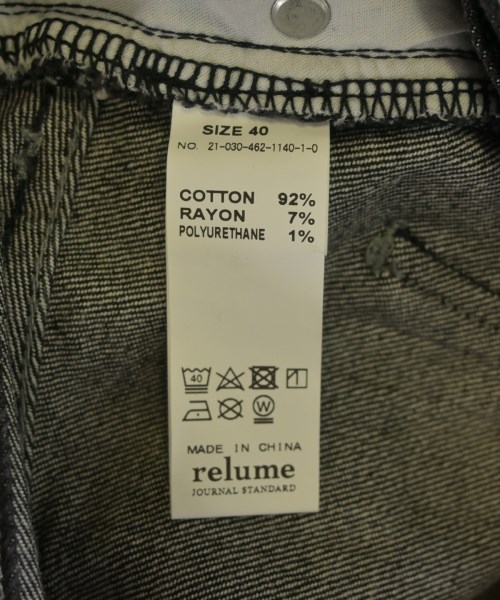 SIZE 40
NO. 21-030-462-1140-1-0
COTTON 92%
RAYON 7%
POLYURETHANE 1%
40
W
MADE IN CHINA
relume
JOURNAL STANDARD